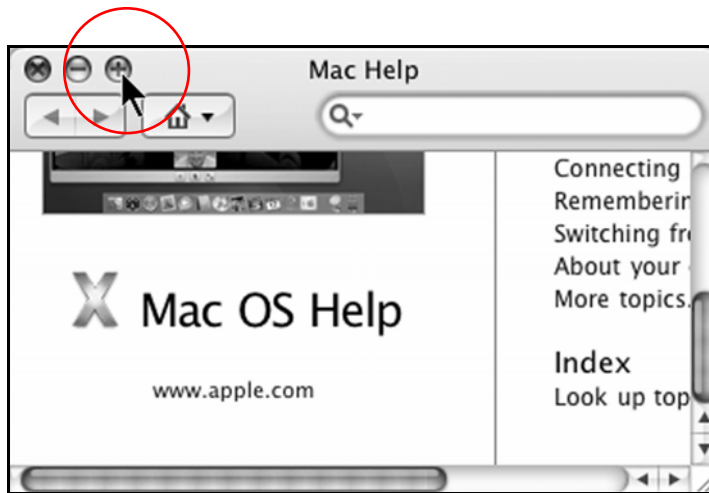 Mac Help
Connecting
Rememberin
Switching fr
About your
More topics.
X Mac OS Help
Index
www.apple.com
Look up top